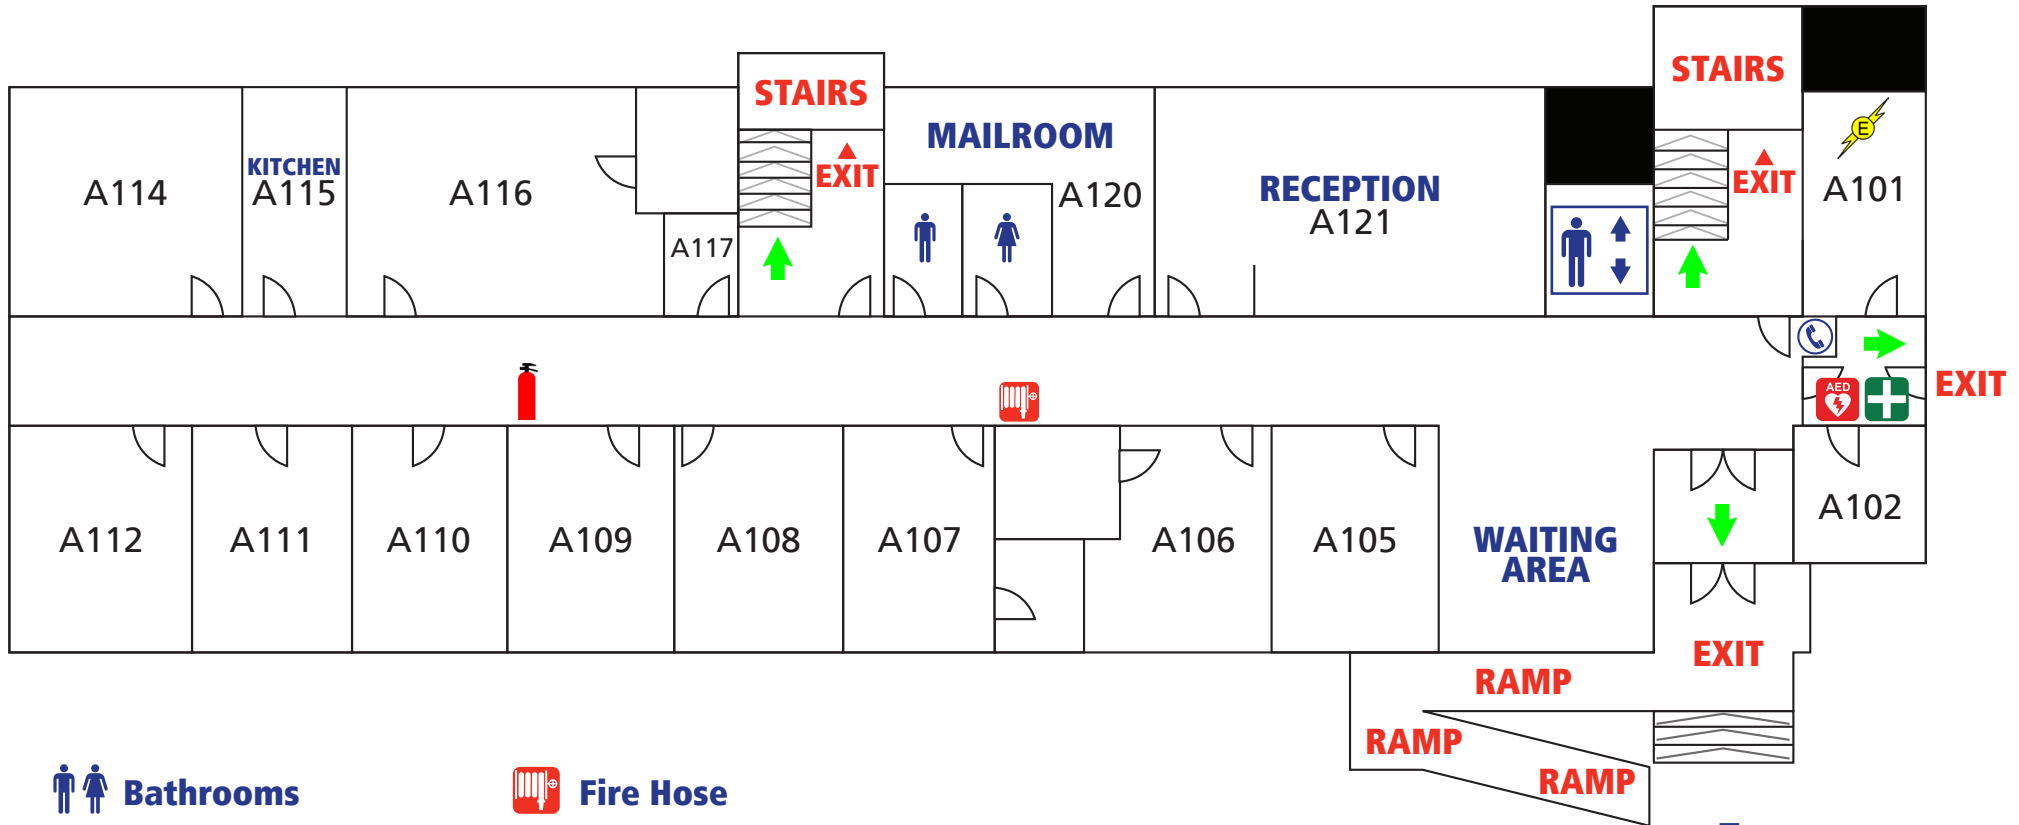 STAIRS
STAIRS
MAILROOM
E
KITCHEN
A114
A115
A116
EXIT
A120
RECEPTION
A121
EXIT
A101
A117
AED
EXIT
A112
A111
A110
A109
A108
A107
A106
A105
WAITING
AREA
A102
EXIT
RAMP
RAMP
RAMP
Bathrooms
Fire Hose